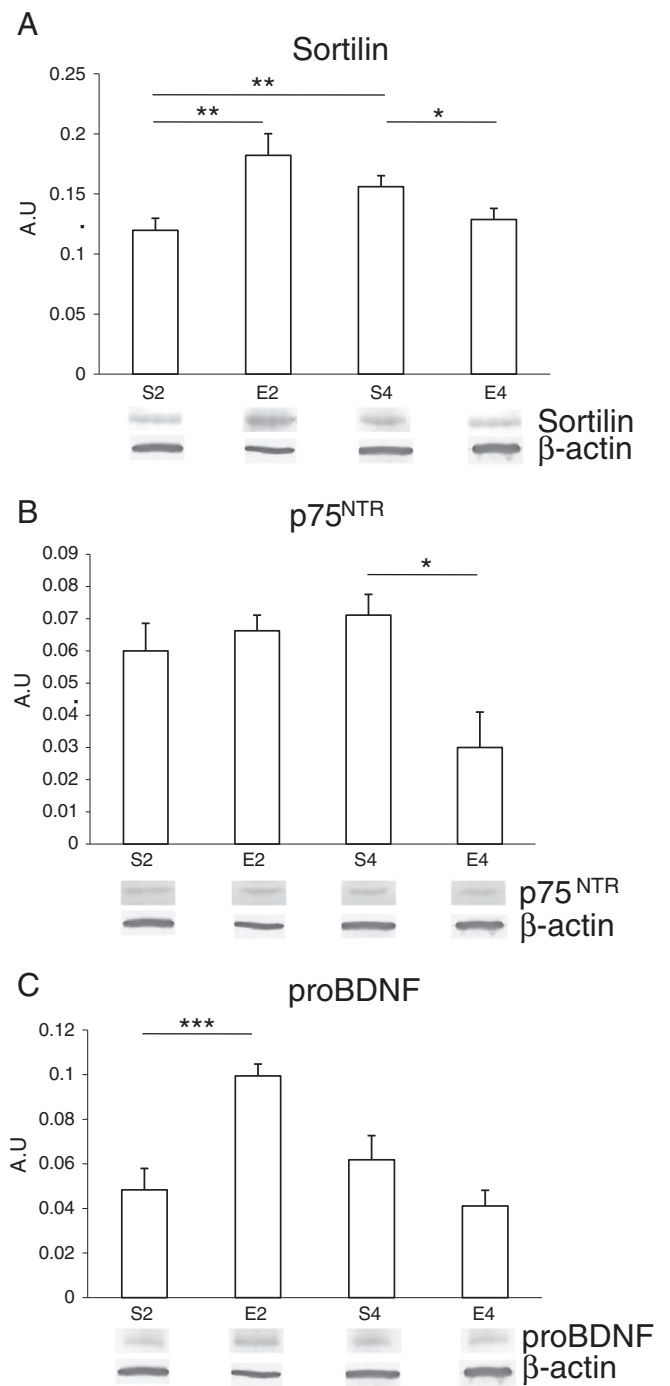 A
Sortilin
0.25
**
** *
0.2
0.15
A.U
.
0.1
0.05
0
S2 E2 S4 E4
Sortilin
β-actin
B
p75NTR
0.09
*
0.08
0.07
0.06
0.05
A.U
.
0.04
0.03
0.02
0.01
0
S2 E2 S4 E4
p75NTR
β-actin
C
proBDNF
0.12
***
0.1
0.08
A.U
0.06
0.04
0.02
0
S2 E2 S4 E4
proBDNF
β-actin